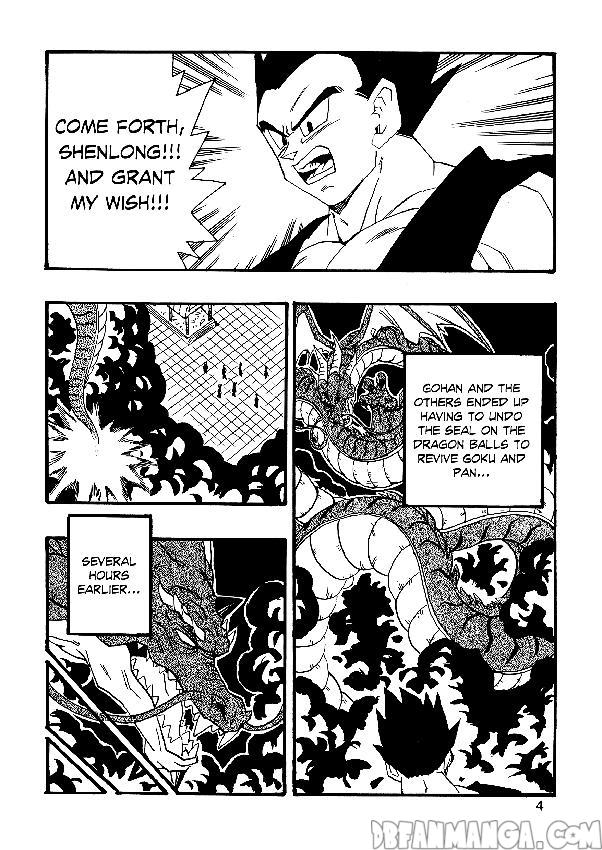 COME FORTH,
SHENLONG!!!
AND GRANT
MY WISH!!!
GOHAN AND THE
OTHERS ENDED UP
HAVING TO UNDO
THE SEAL ON THE
DRAGON BALLS TO
REVIVE GOKU AND
PAN...
SEVERAL
HOURS
EARLIER...
4
DBFANMANGA.COM